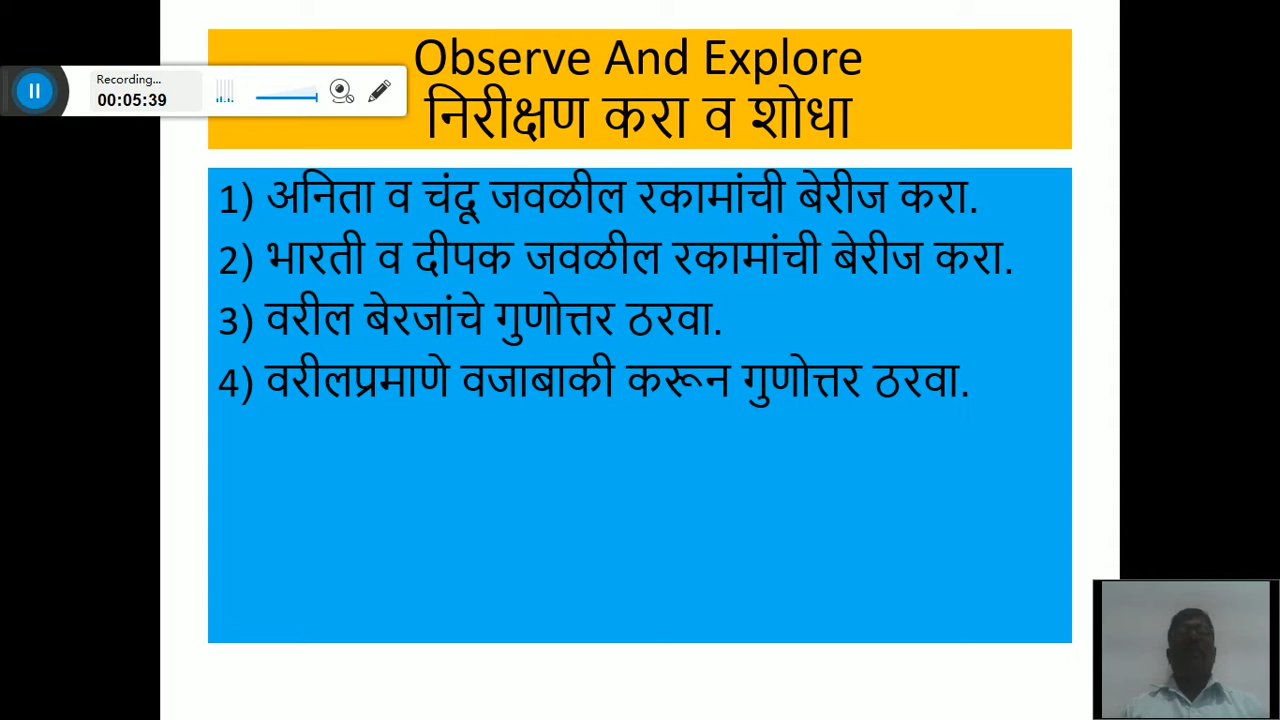 Observe And Explore
निरीक्षण करा व शोधा
Recording...
00:05:39
1) अनिता व चंदू जवळील रकामांची बेरीज करा.
2) भारती व दीपक जवळील रकामांची बेरीज करा.
3) वरील बेरजांचे गुणोत्तर ठरवा.
4) वरीलप्रमाणे वजाबाकी करून गुणोत्तर ठरवा.